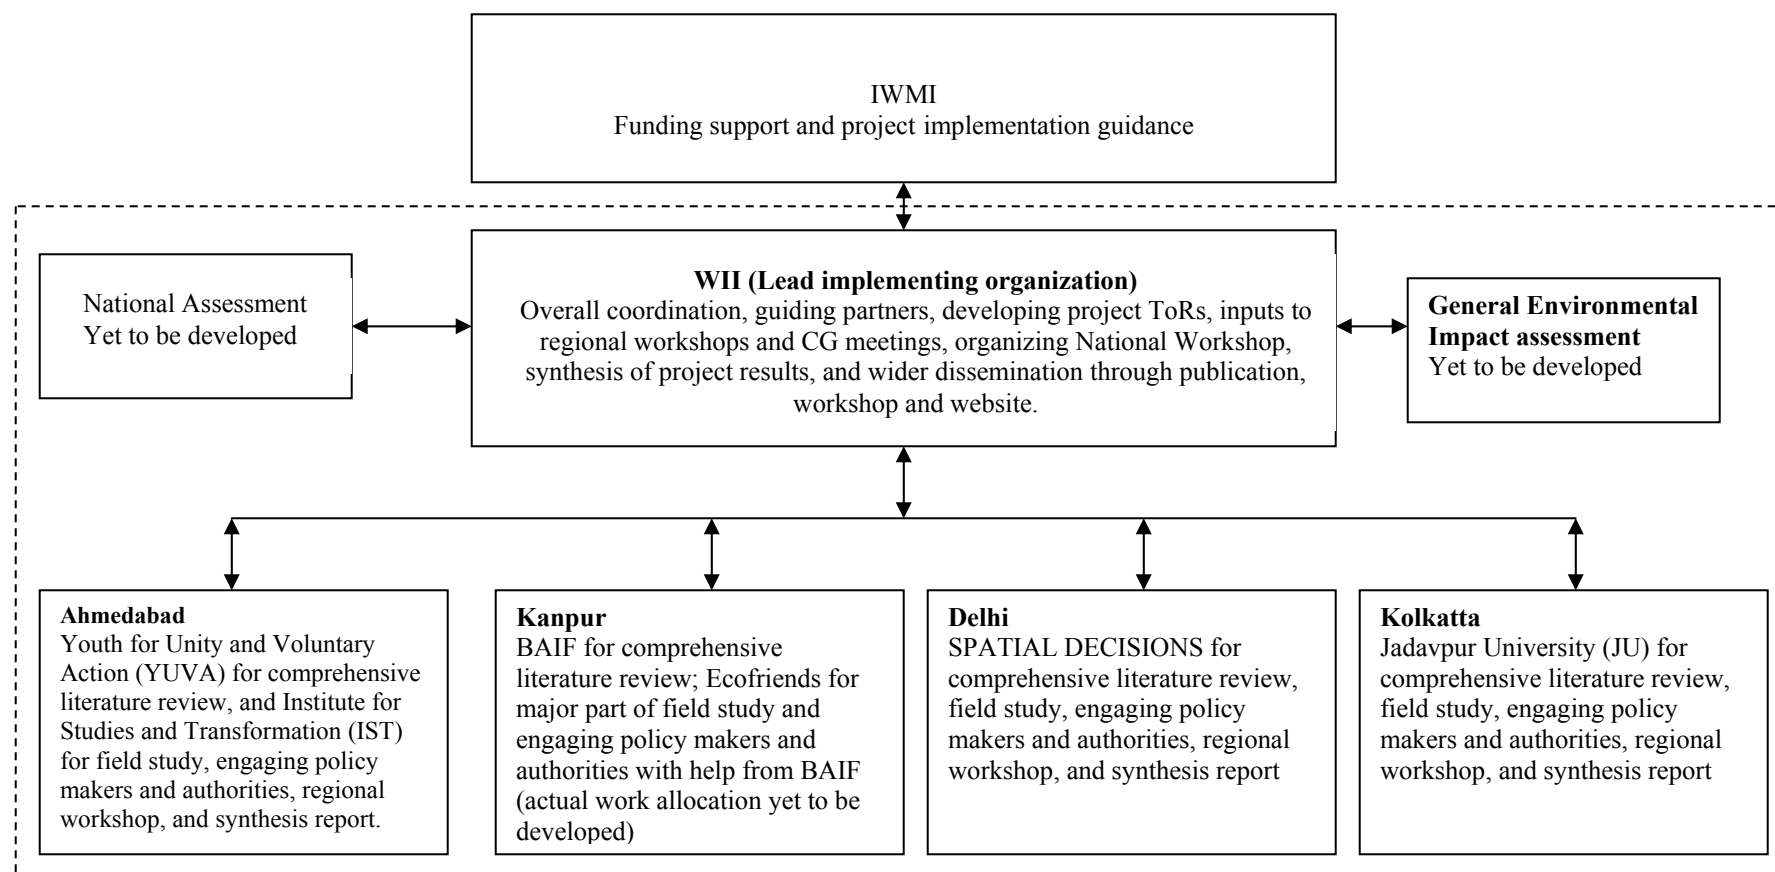 IWMI
Funding support and project implementation guidance
National Assessment
Yet to be developed
WII (Lead implementing organization)
Overall coordination, guiding partners, developing project ToRs, inputs to
regional workshops and CG meetings, organizing National Workshop,
synthesis of project results, and wider dissemination through publication,
workshop and website.
General Environmental
Impact assessment
Yet to be developed
Ahmedabad
Youth for Unity and Voluntary
Action (YUVA) for comprehensive
literature review, and Institute for
Studies and Transformation (IST)
for field study, engaging policy
makers and authorities, regional
workshop, and synthesis report.
Kanpur
BAIF for comprehensive
literature review; Ecofriends for
major part of field study and
engaging policy makers and
authorities with help from BAIF
(actual work allocation yet to be
developed)
Delhi
SPATIAL DECISIONS for
comprehensive literature review,
field study, engaging policy
makers and authorities, regional
workshop, and synthesis report
Kolkatta
Jadavpur University (JU) for
comprehensive literature review,
field study, engaging policy
makers and authorities, regional
workshop, and synthesis report